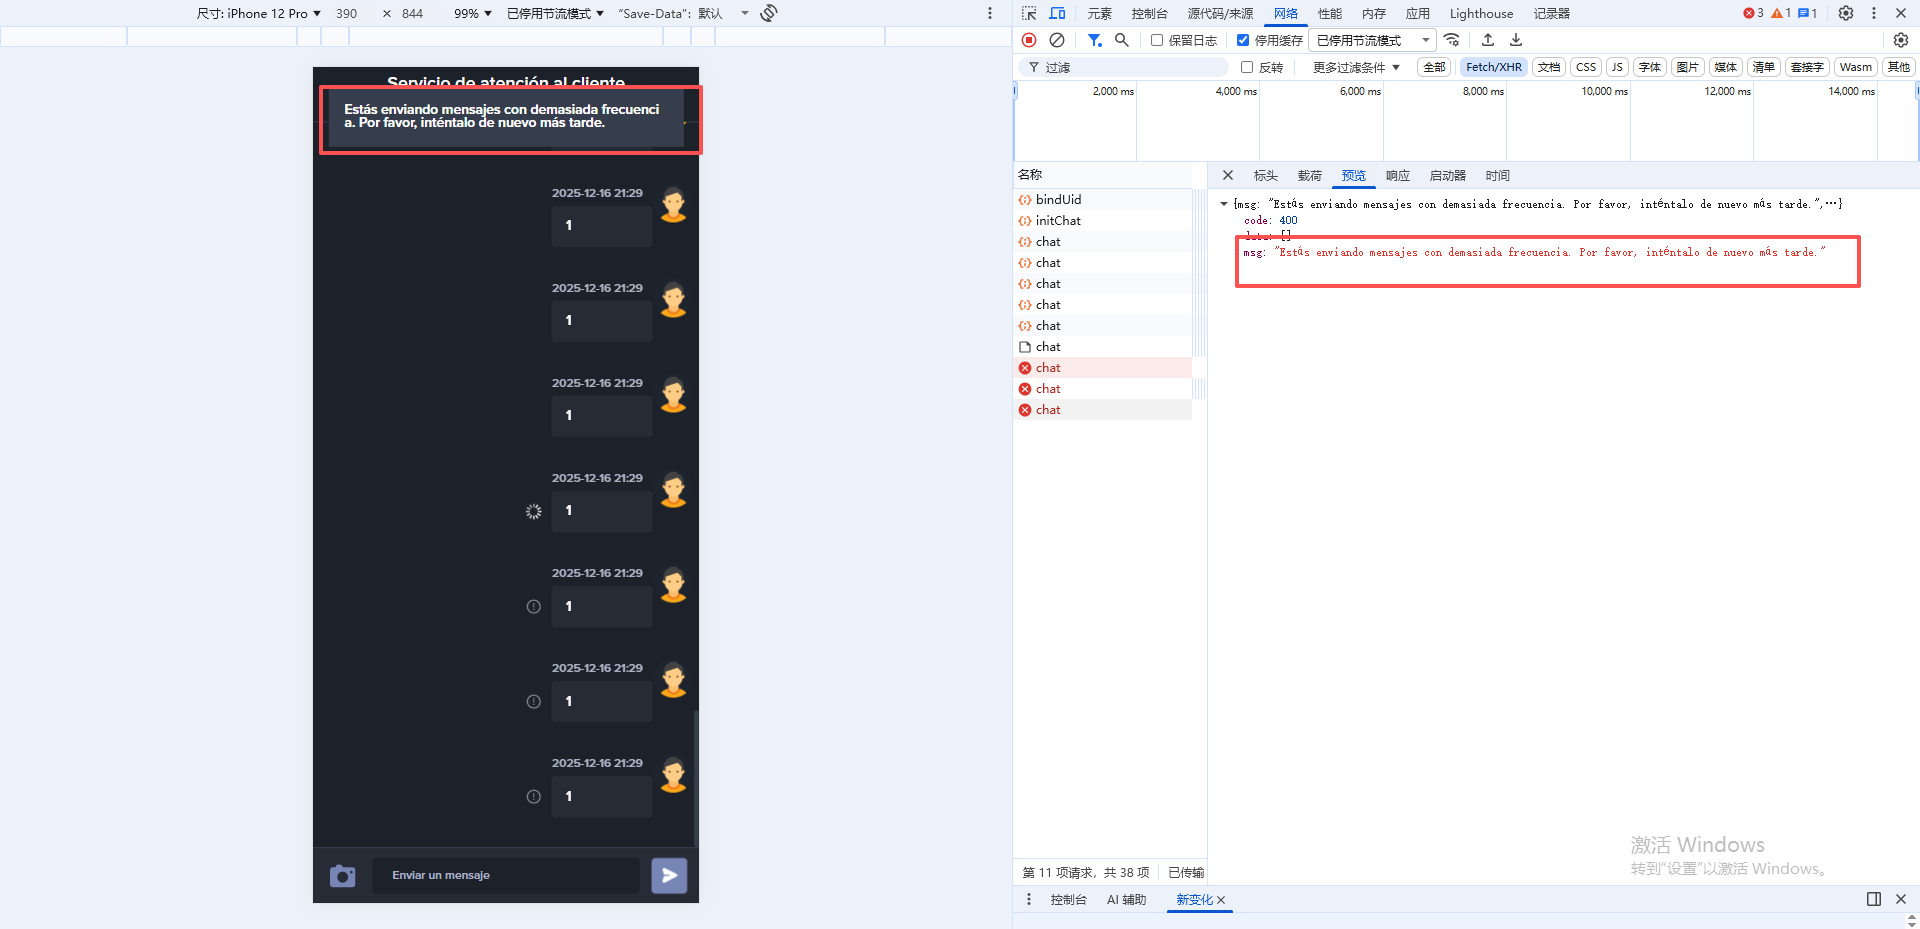 尺寸: iPhone 12 Pro ▼ 390 × 844 99% ▼ 已停用节流模式 ▼ “Save-Data”: 默认
元素 控制台 源代码/来源 网络 性能 内存 应用 Lighthouse 记录器 3 1 1
保留日志 停用缓存 已停用节流模式
过滤 反转 更多过滤条件 ▼ 全部 Fetch/XHR 文档 CSS JS 字体 图片 媒体 清单 套接字 Wasm 其他
2,000 ms 4,000 ms 6,000 ms 8,000 ms 10,000 ms 12,000 ms 14,000 ms
Servicio de atención al cliente
Estás enviando mensajes con demasiada frecuenci
a. Por favor, inténtalo de nuevo más tarde.
2025-12-16 21:29
1
2025-12-16 21:29
1
2025-12-16 21:29
1
2025-12-16 21:29
1
2025-12-16 21:29
1
2025-12-16 21:29
1
2025-12-16 21:29
1
Enviar un mensaje
名称
bindUid
initChat
chat
chat
chat
chat
chat
chat
chat
chat
chat
第 11 项请求，共 38 项 已传输
标头 载荷 预览 响应 启动器 时间
{msg: "Estás enviando mensajes con demasiada frecuencia. Por favor, inténtalo de nuevo más tarde.",…}
code: 400
data: []
msg: "Estás enviando mensajes con demasiada frecuencia. Por favor, inténtalo de nuevo más tarde."
激活 Windows
转到“设置”以激活 Windows。
控制台 AI 辅助 新变化